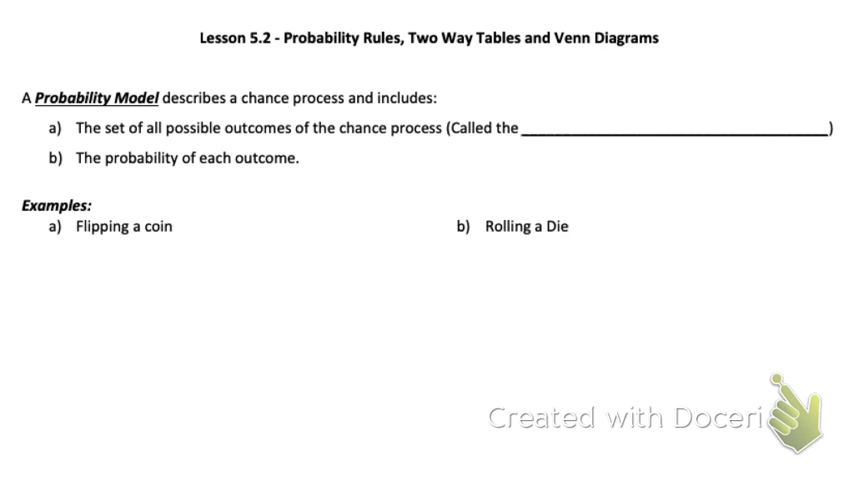 Lesson 5.2 - Probability Rules, Two Way Tables and Venn Diagrams
A Probability Model describes a chance process and includes:
a) The set of all possible outcomes of the chance process (Called the ____________________________________)
b) The probability of each outcome.
Examples:
a) Flipping a coin b) Rolling a Die
Created with Doceri